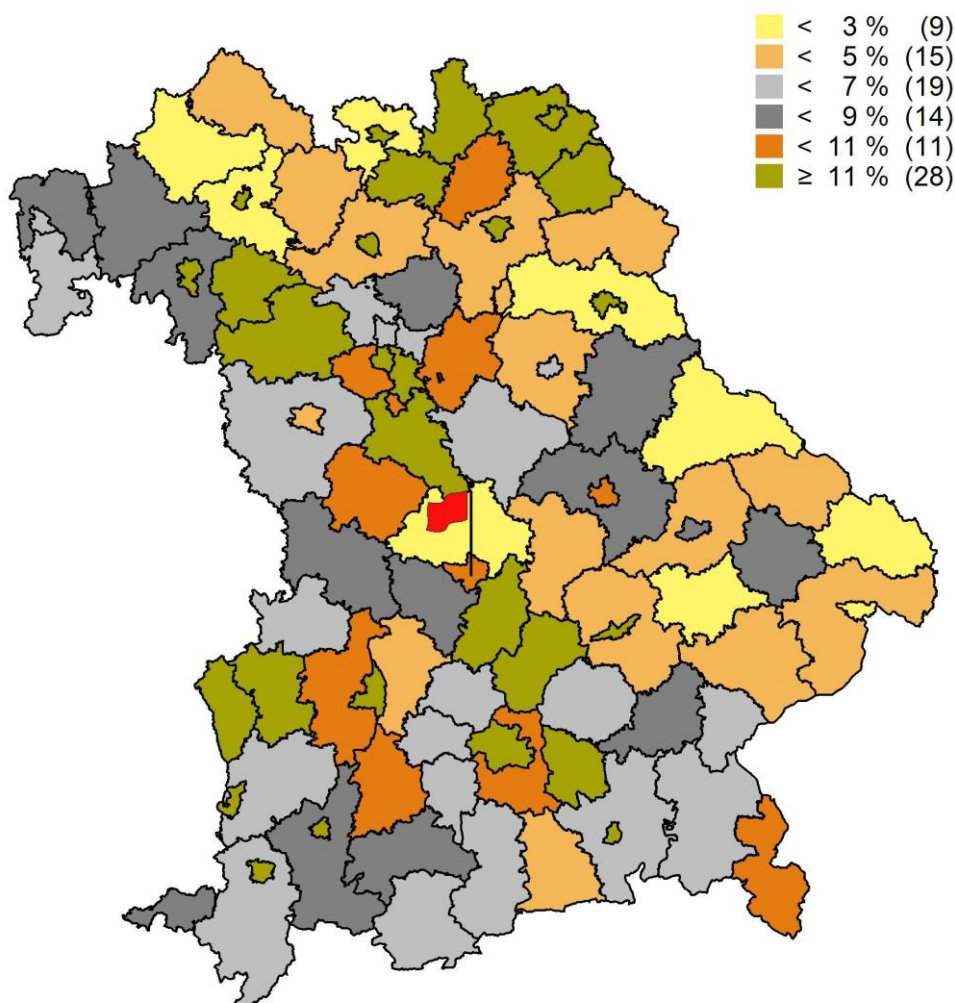 < 3 % (9)
< 5 % (15)
< 7 % (19)
< 9 % (14)
< 11 % (11)
≥ 11 % (28)